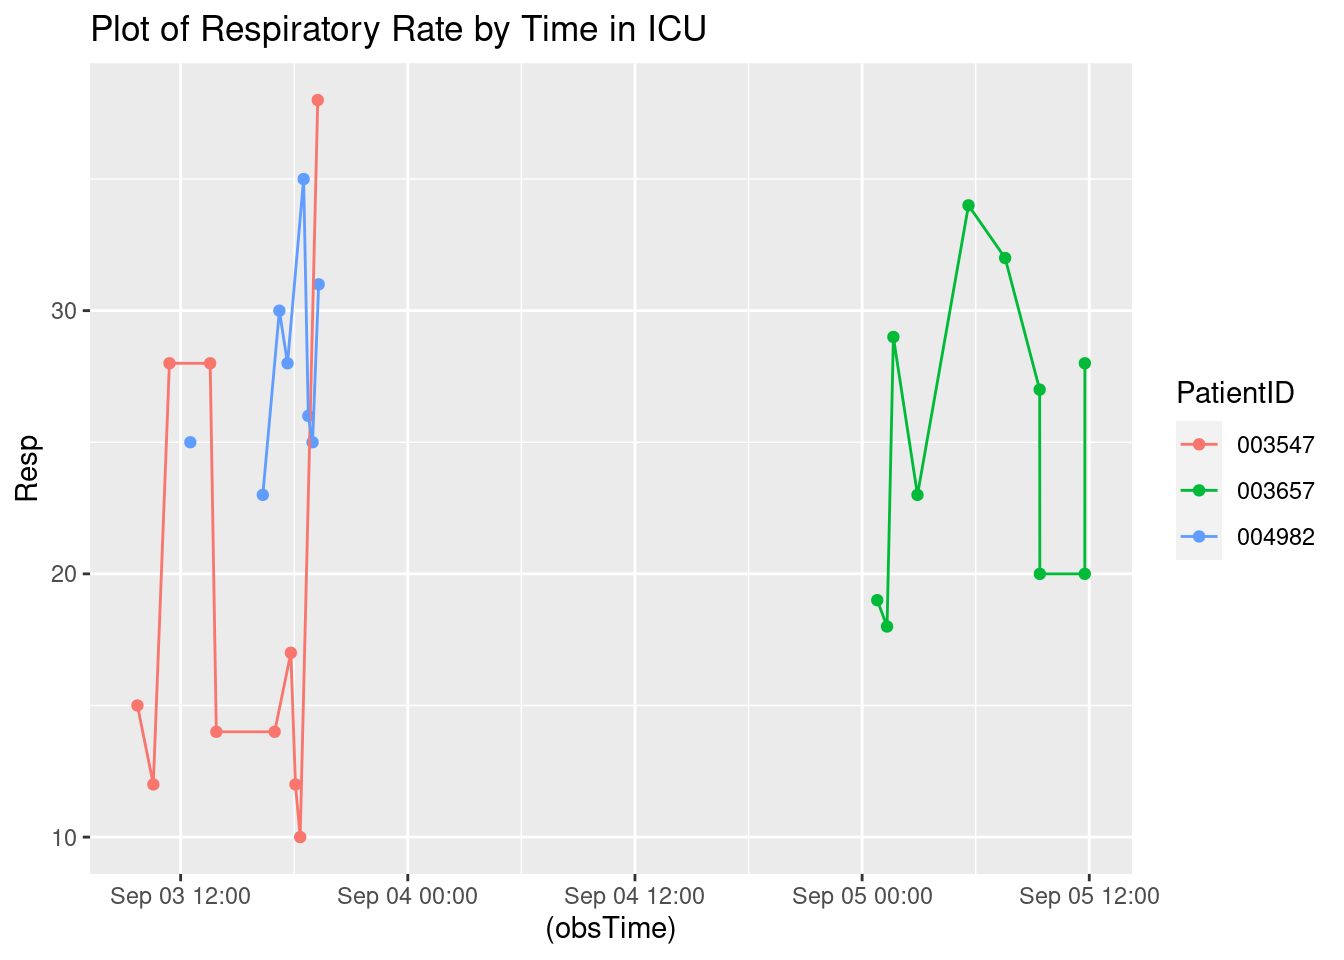 Plot of Respiratory Rate by Time in ICU
Resp
30
20
10
Sep 03 12:00 Sep 04 00:00 Sep 04 12:00 Sep 05 00:00 Sep 05 12:00
(obsTime)
PatientID
003547
003657
004982